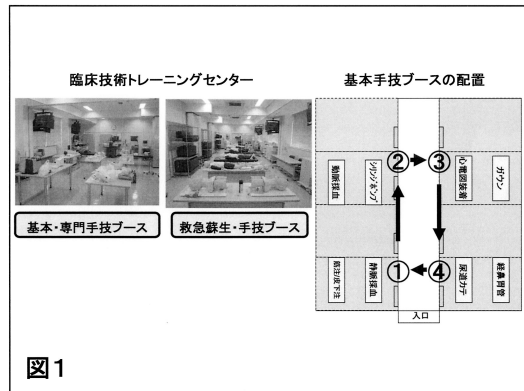 臨床技術トレーニングセンター
基本・専門手技ブース
救急蘇生・手技ブース
基本手技ブースの配置
動脈採血
シリンジポンプ
②
③
心電図装着
ガウン
筋注/皮下注
静脈採血
①
④
尿道カテ
経鼻胃管
入口
図1